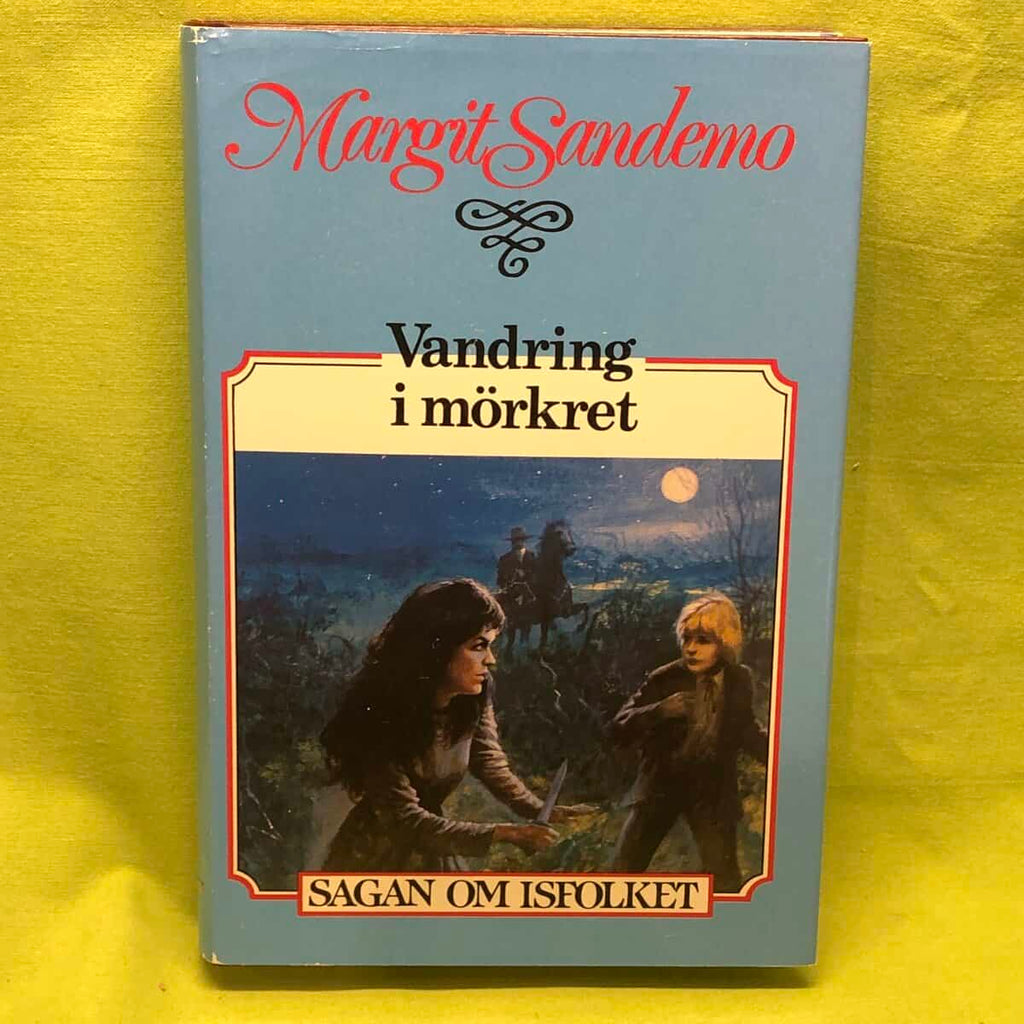 Margit Sandemo
Vandring
i mörkret
SAGAN OM ISFOLKET